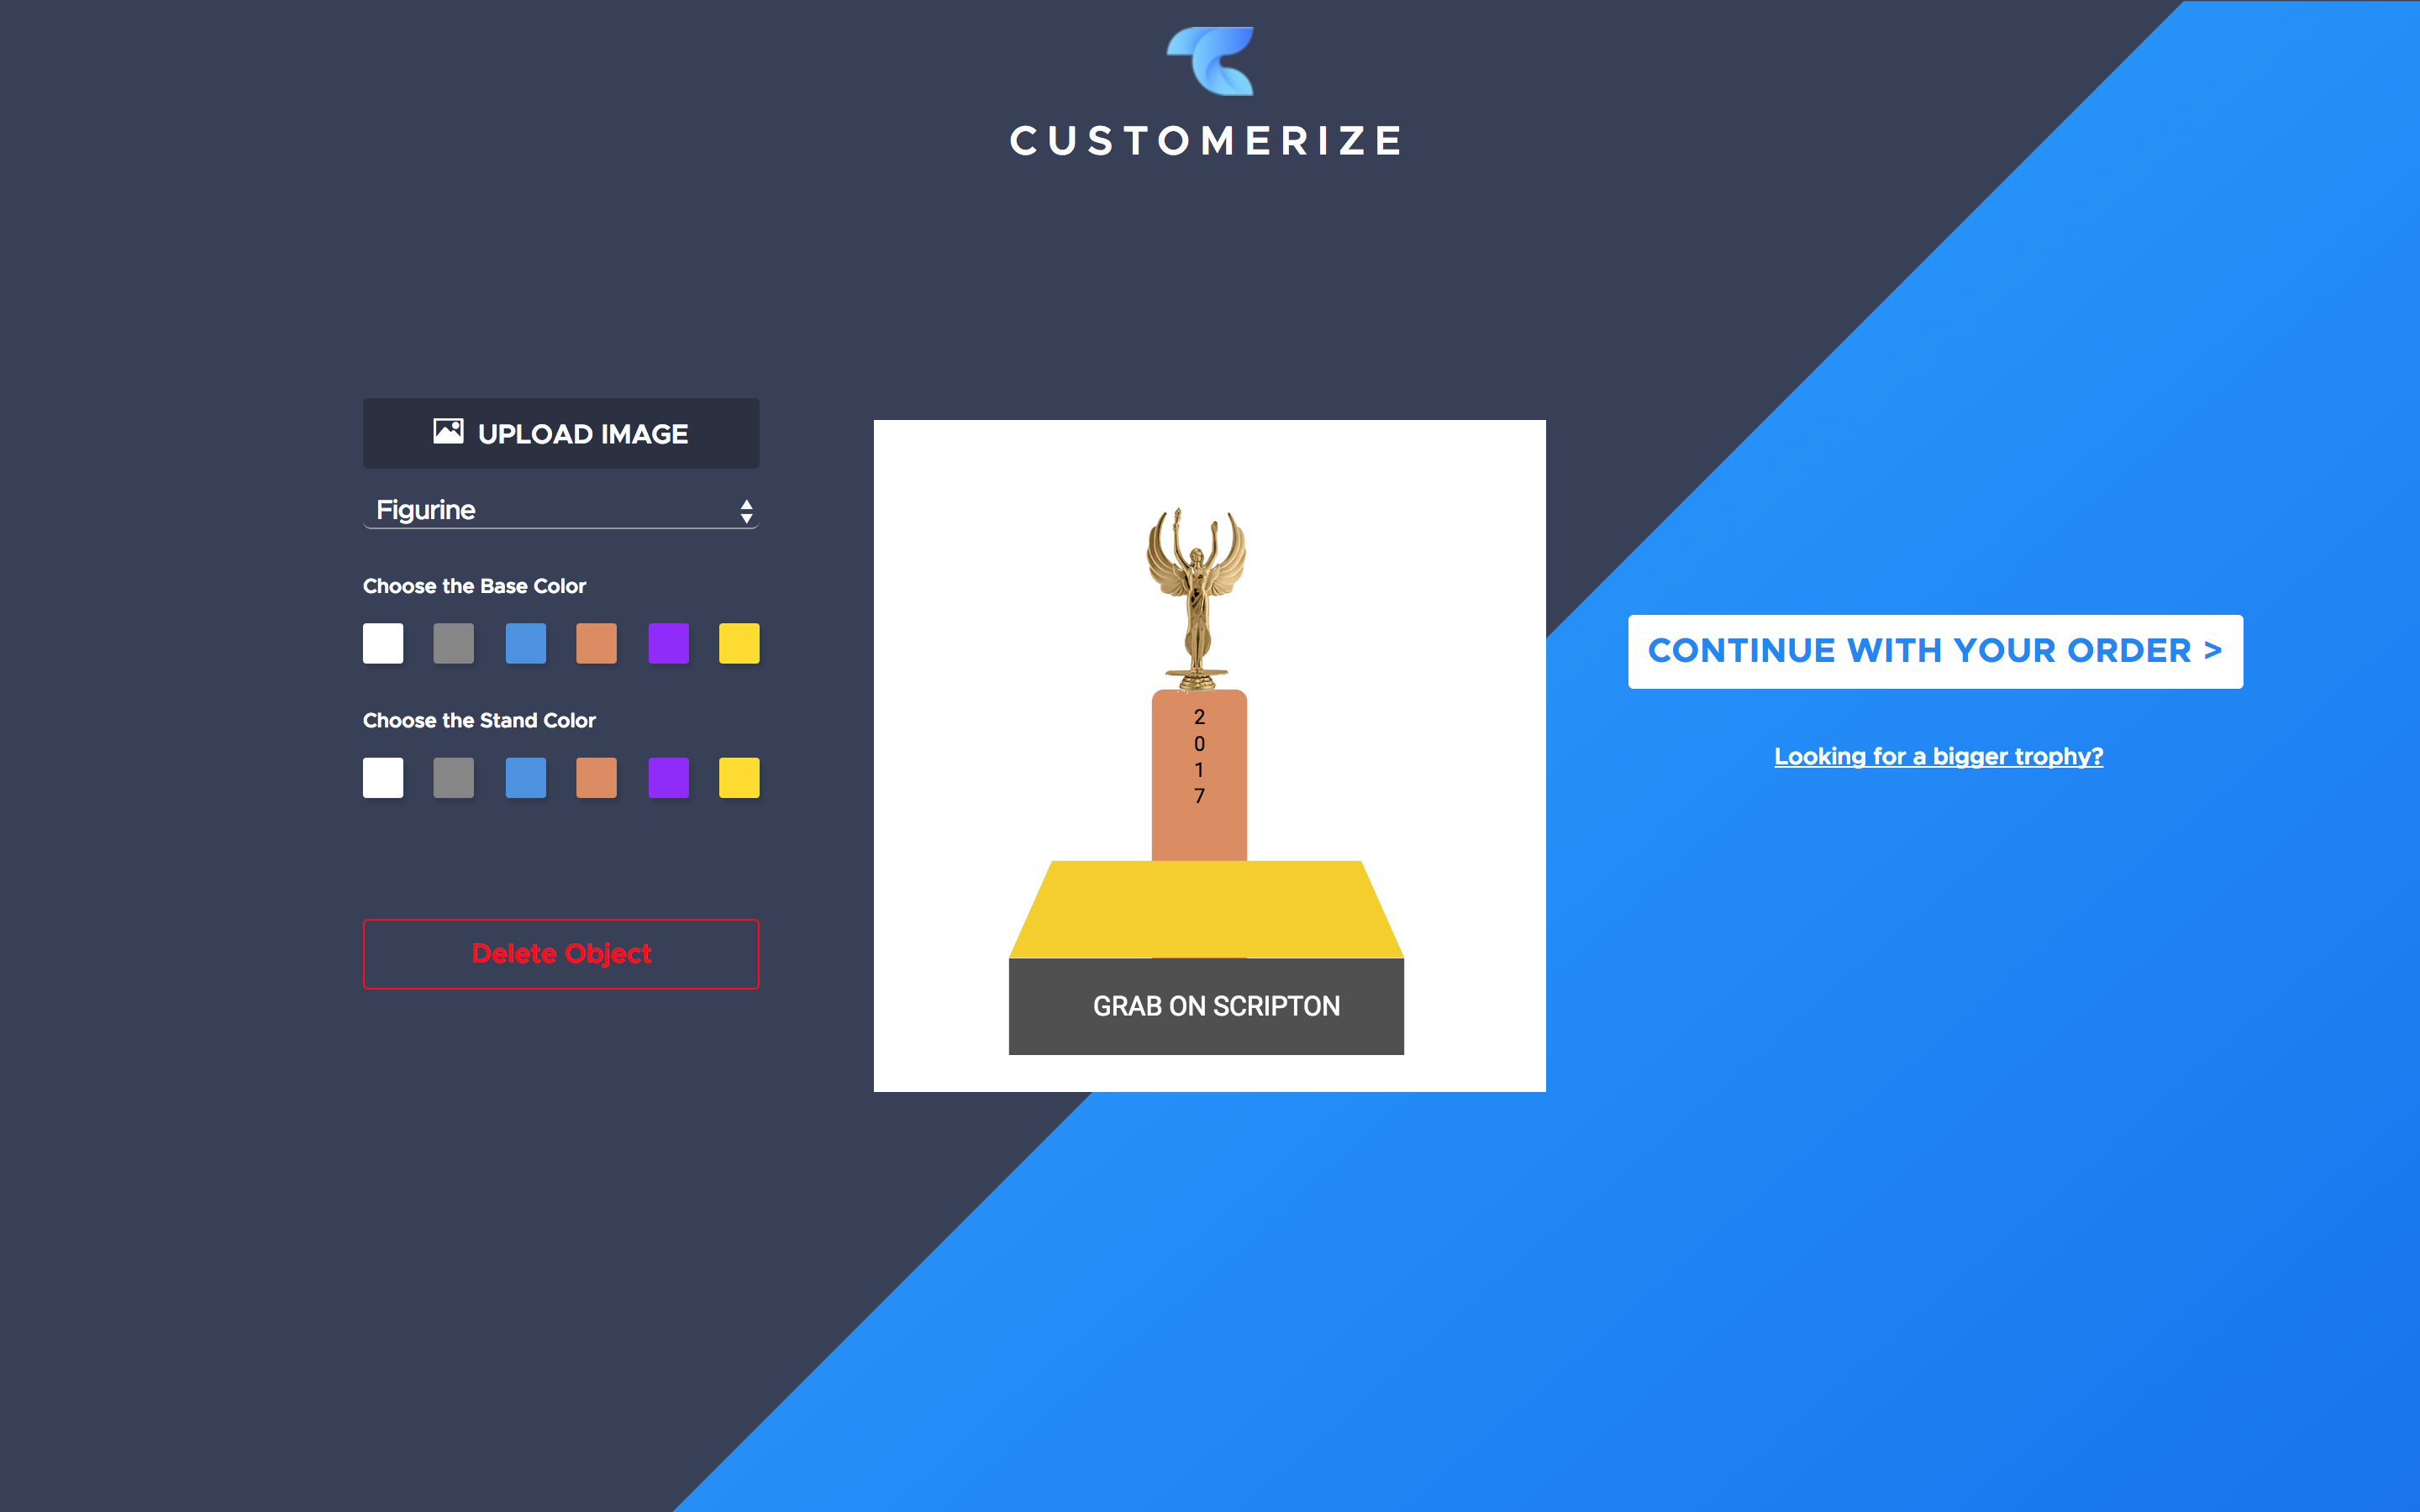 CUSTOMERIZE
UPLOAD IMAGE
Figurine
Choose the Base Color
Choose the Stand Color
Delete Object
2
0
1
7
GRAB ON SCRIPTON
CONTINUE WITH YOUR ORDER >
Looking for a bigger trophy?